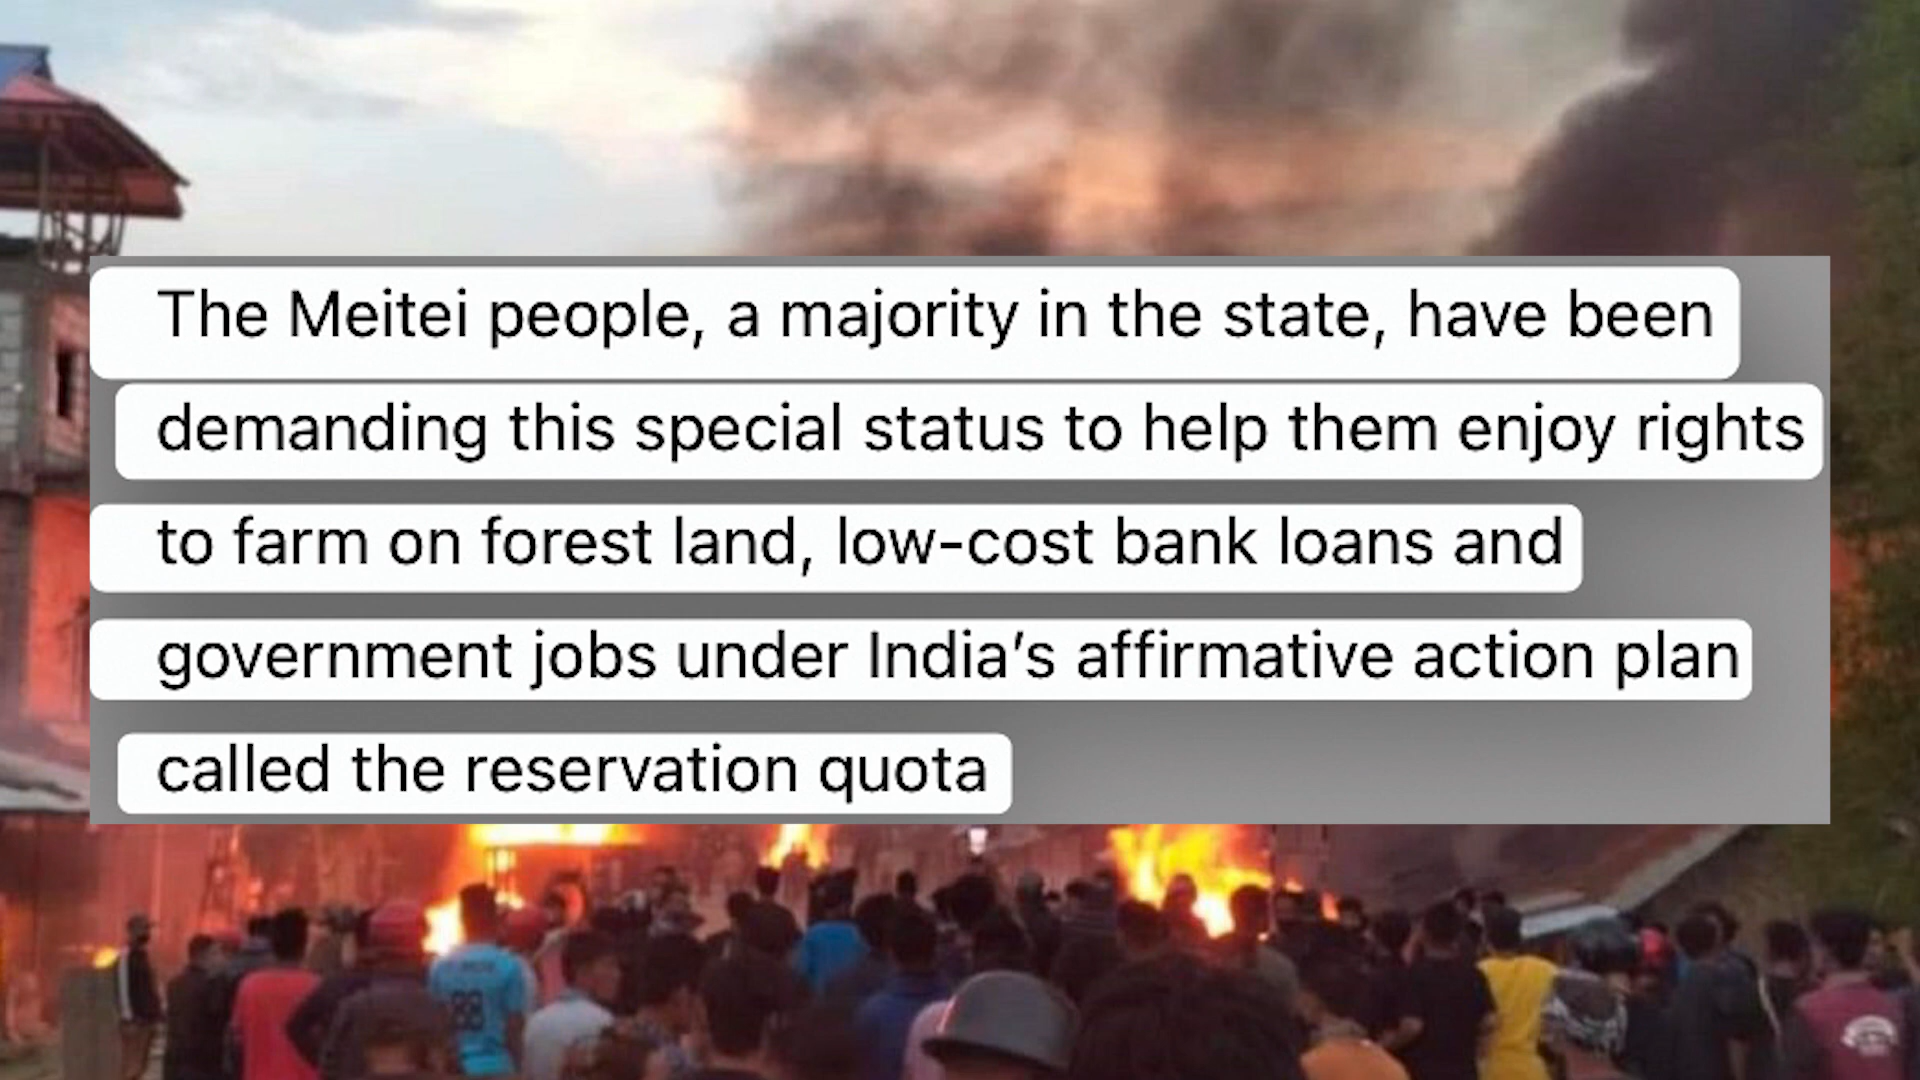 The Meitei people, a majority in the state, have been
demanding this special status to help them enjoy rights
to farm on forest land, low-cost bank loans and
government jobs under India's affirmative action plan
called the reservation quota
88